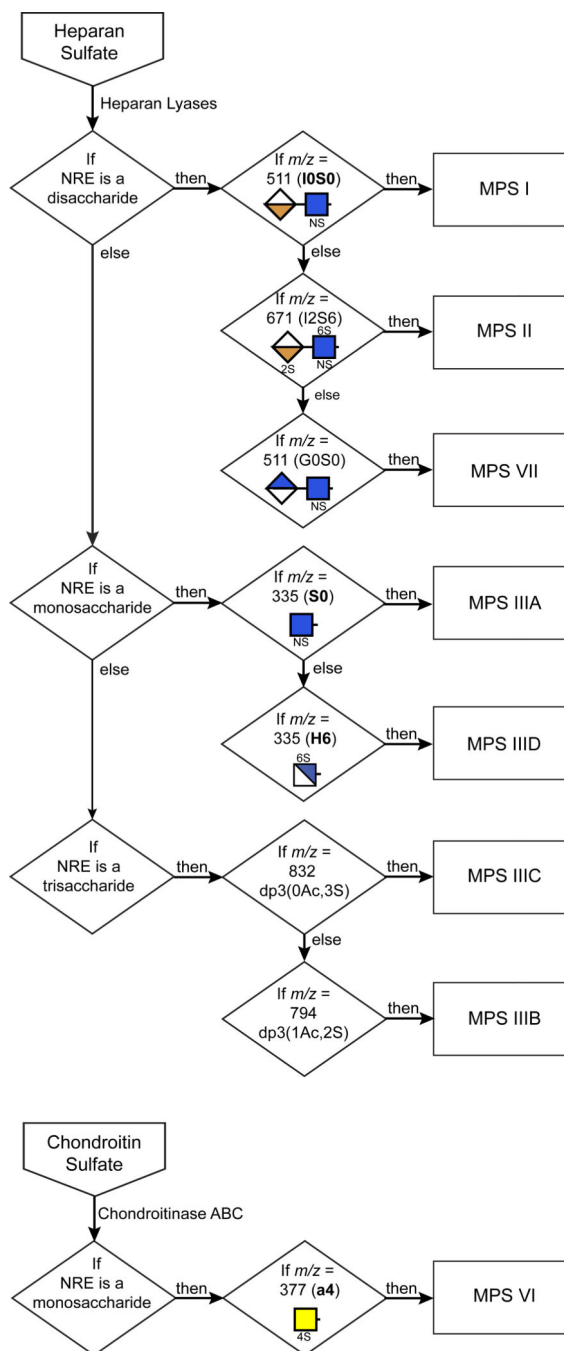 Heparan
Sulfate
Heparan Lyases
If
NRE is a
disaccharide
then
If m/z =
511 (I0S0)
NS
then
MPS I
else
else
If m/z =
671 (I2S6)
6S
2S
NS
then
MPS II
else
If m/z =
511 (G0S0)
NS
then
MPS VII
If
NRE is a
monosaccharide
then
If m/z =
335 (S0)
NS
then
MPS IIIA
else
else
If m/z =
335 (H6)
6S
then
MPS IIID
If
NRE is a
trisaccharide
then
If m/z =
832
dp3(0Ac,3S)
then
MPS IIIC
else
If m/z =
794
dp3(1Ac,2S)
then
MPS IIIB
Chondroitin
Sulfate
Chondroitinase ABC
If
NRE is a
monosaccharide
then
If m/z =
377 (a4)
4S
then
MPS VI